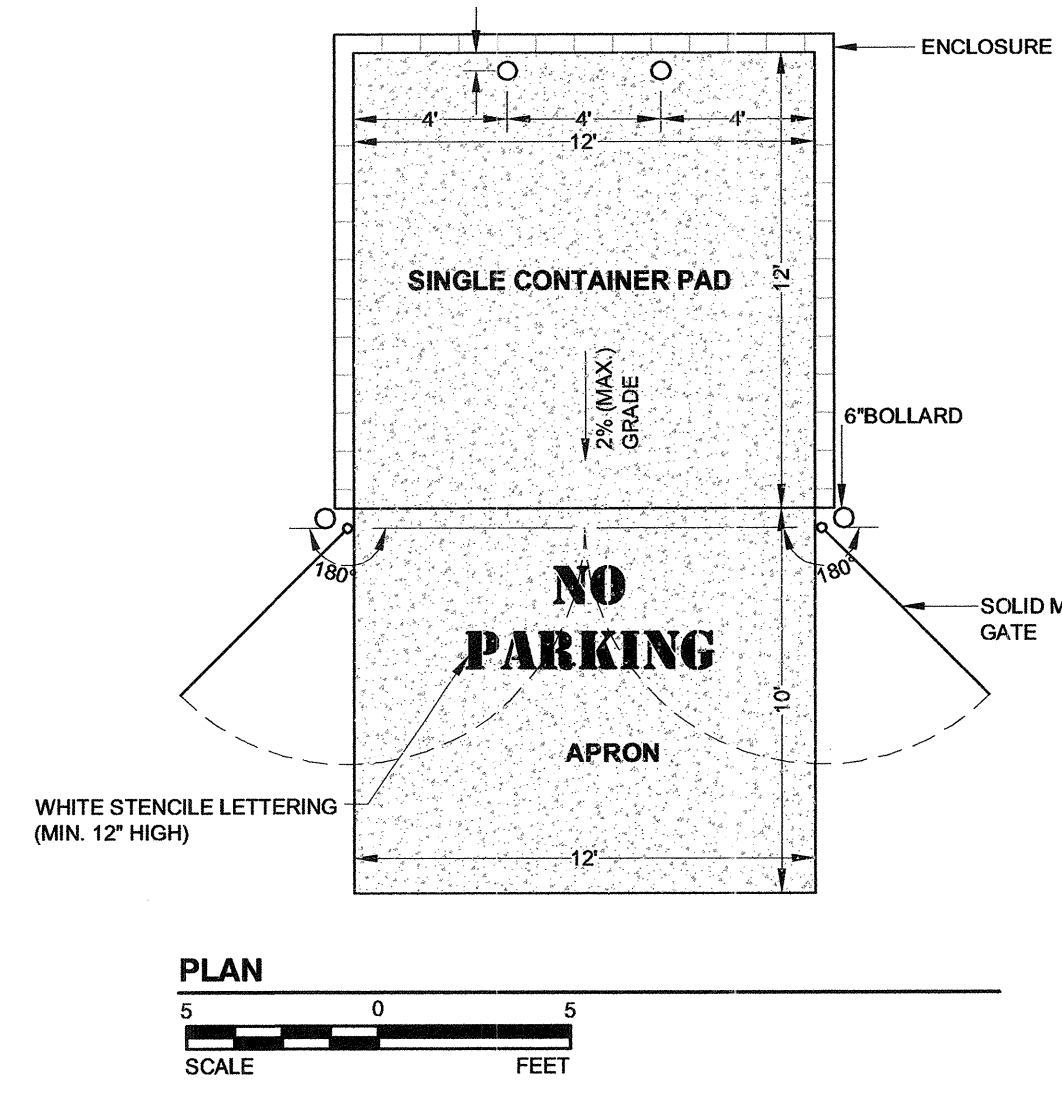 ENCLOSURE
4' 4' 4'
12'
SINGLE CONTAINER PAD
12'
2% (MAX.)
GRADE
6"BOLLARD
180° 180°
NO
PARKING
SOLID M
GATE
10'
APRON
WHITE STENCILE LETTERING
(MIN. 12" HIGH)
12'
PLAN
5 0 5
SCALE FEET